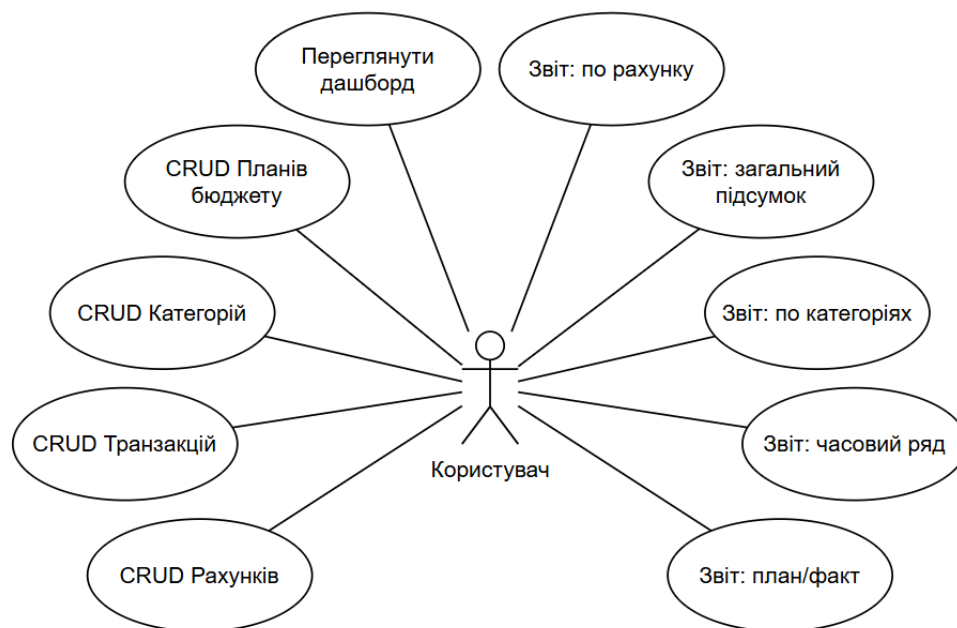 Переглянути
дашборд
Звіт: по рахунку
CRUD Планів
бюджету
Звіт: загальний
підсумок
CRUD Категорій
Звіт: по категоріях
CRUD Транзакцій
Звіт: часовий ряд
Користувач
CRUD Рахунків
Звіт: план/факт